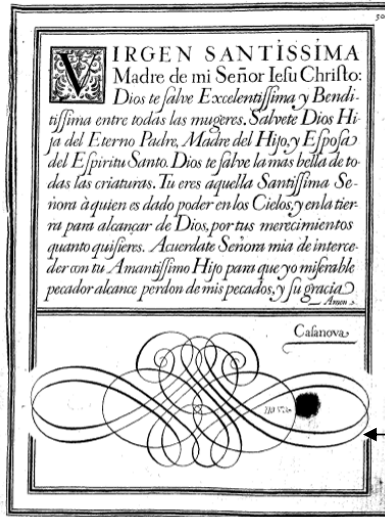 VIRGEN SANTÍSSÍMA
Madre de mi Señor Iesu Christo:
Dios te salve Excelentissima y Bendi-
tissima entre todas las mugeres. Salvete Dios Hi-
ja del Eterno Padre, Madre del Hijo, y Esposa
del Espiritu Santo. Dios te salve la mas bella de to-
das las criaturas. Tu eres aquella Santissima Se-
ñora à quien es dado poder en los Cielos, y en la tier-
ra para alcançar de Dios, por tus merecimientos
quanto quisieres. Acuerdate Señora mia de interce-
der con tu Amantissimo Hijo para que yo miserable
pecador alcance perdon de mis pecados, y su gracia
Amen.
Casanova